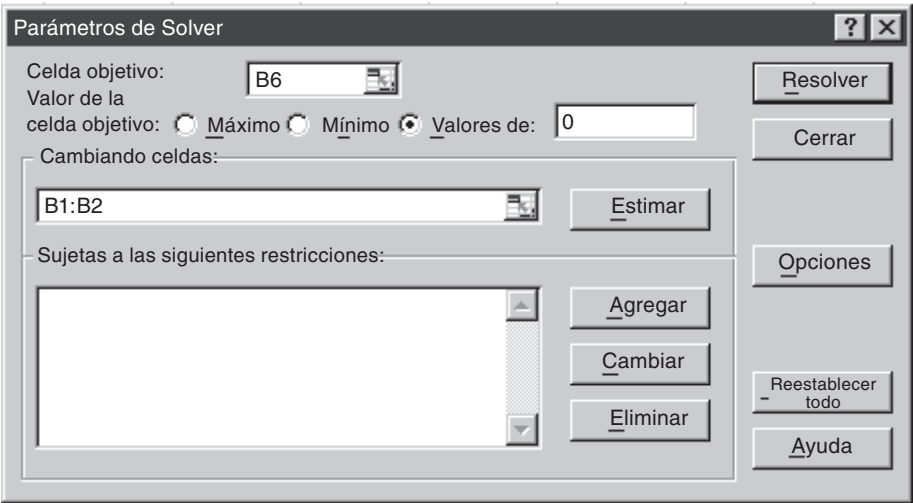 Parámetros de Solver
?
Celda objetivo: B6
Valor de la
celda objetivo: Máximo Mínimo Valores de: 0
Resolver
Cerrar
Cambiando celdas:
B1:B2
Estimar
Sujetas a las siguientes restricciones:
Opciones
Agregar
Cambiar
Eliminar
Reestablecer
todo
Ayuda